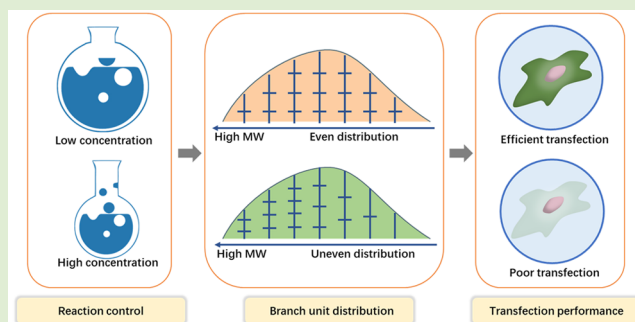 Low concentration
High concentration
Reaction control
High MW
Even distribution
High MW
Uneven distribution
Branch unit distribution
Efficient transfection
Poor transfection
Transfection performance